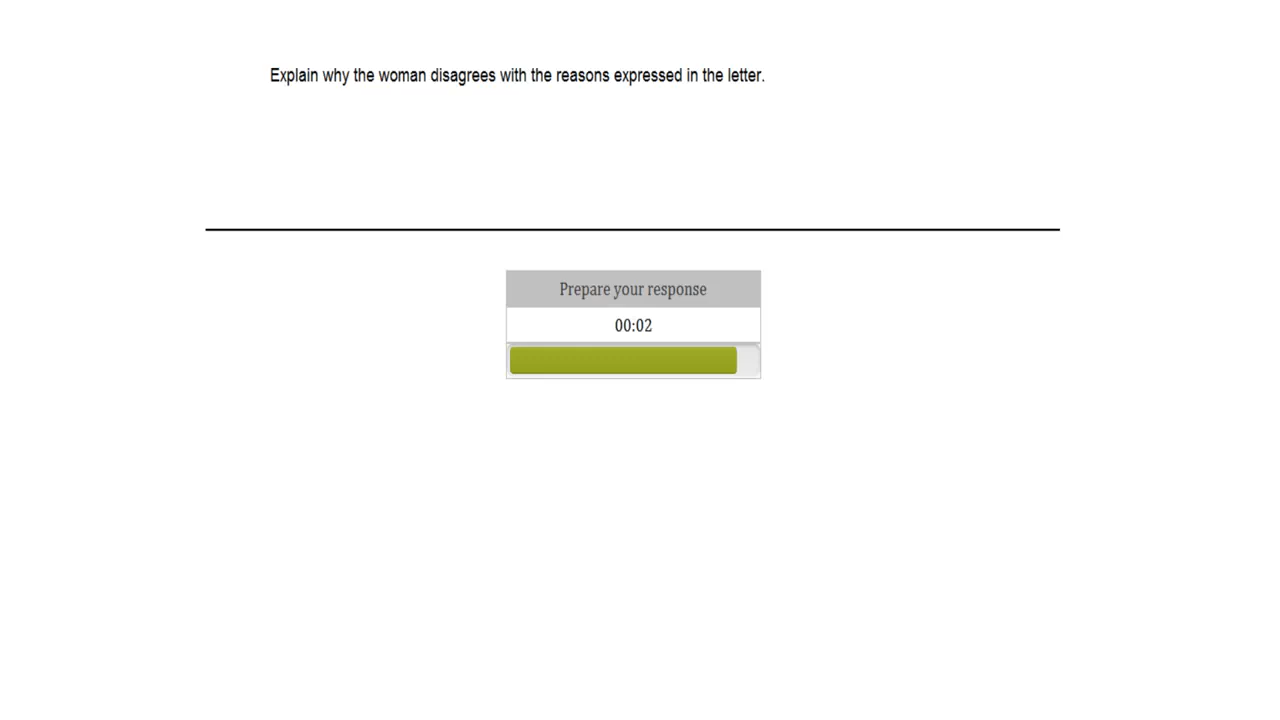 Explain why the woman disagrees with the reasons expressed in the letter.
Prepare your response
00:02